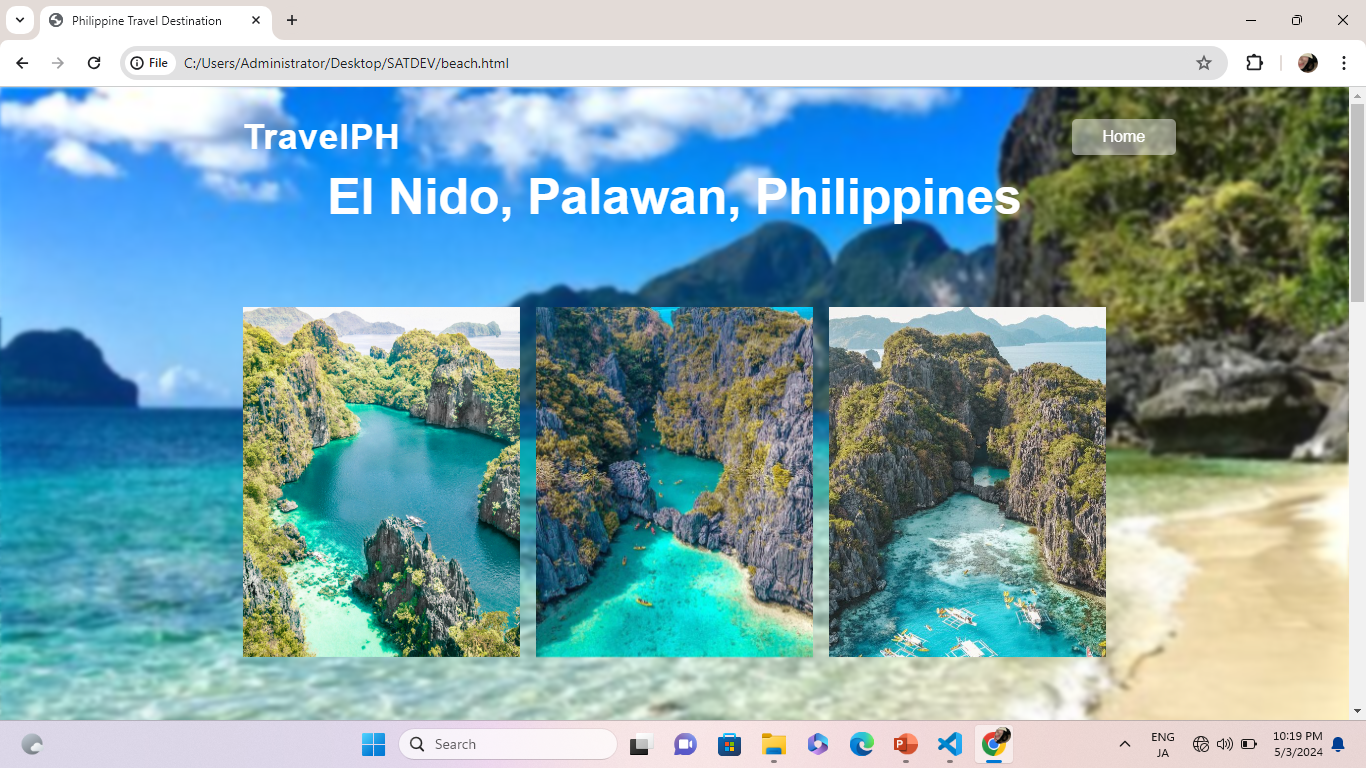 Philippine Travel Destination
File
C:/Users/Administrator/Desktop/SATDEV/beach.html
TravelPH
Home
El Nido, Palawan, Philippines
Search
P
ENG
JA
10:19 PM
5/3/2024